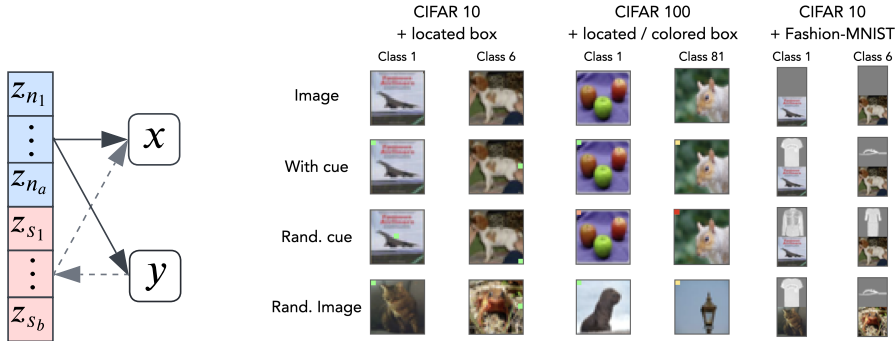 z_{n_1}
⋮
z_{n_a}
z_{s_1}
⋮
z_{s_b}
x
y
CIFAR 10
+ located box
CIFAR 100
+ located / colored box
CIFAR 10
+ Fashion-MNIST
Class 1
Class 6
Class 1
Class 81
Class 1
Class 6
Image
With cue
Rand. cue
Rand. Image